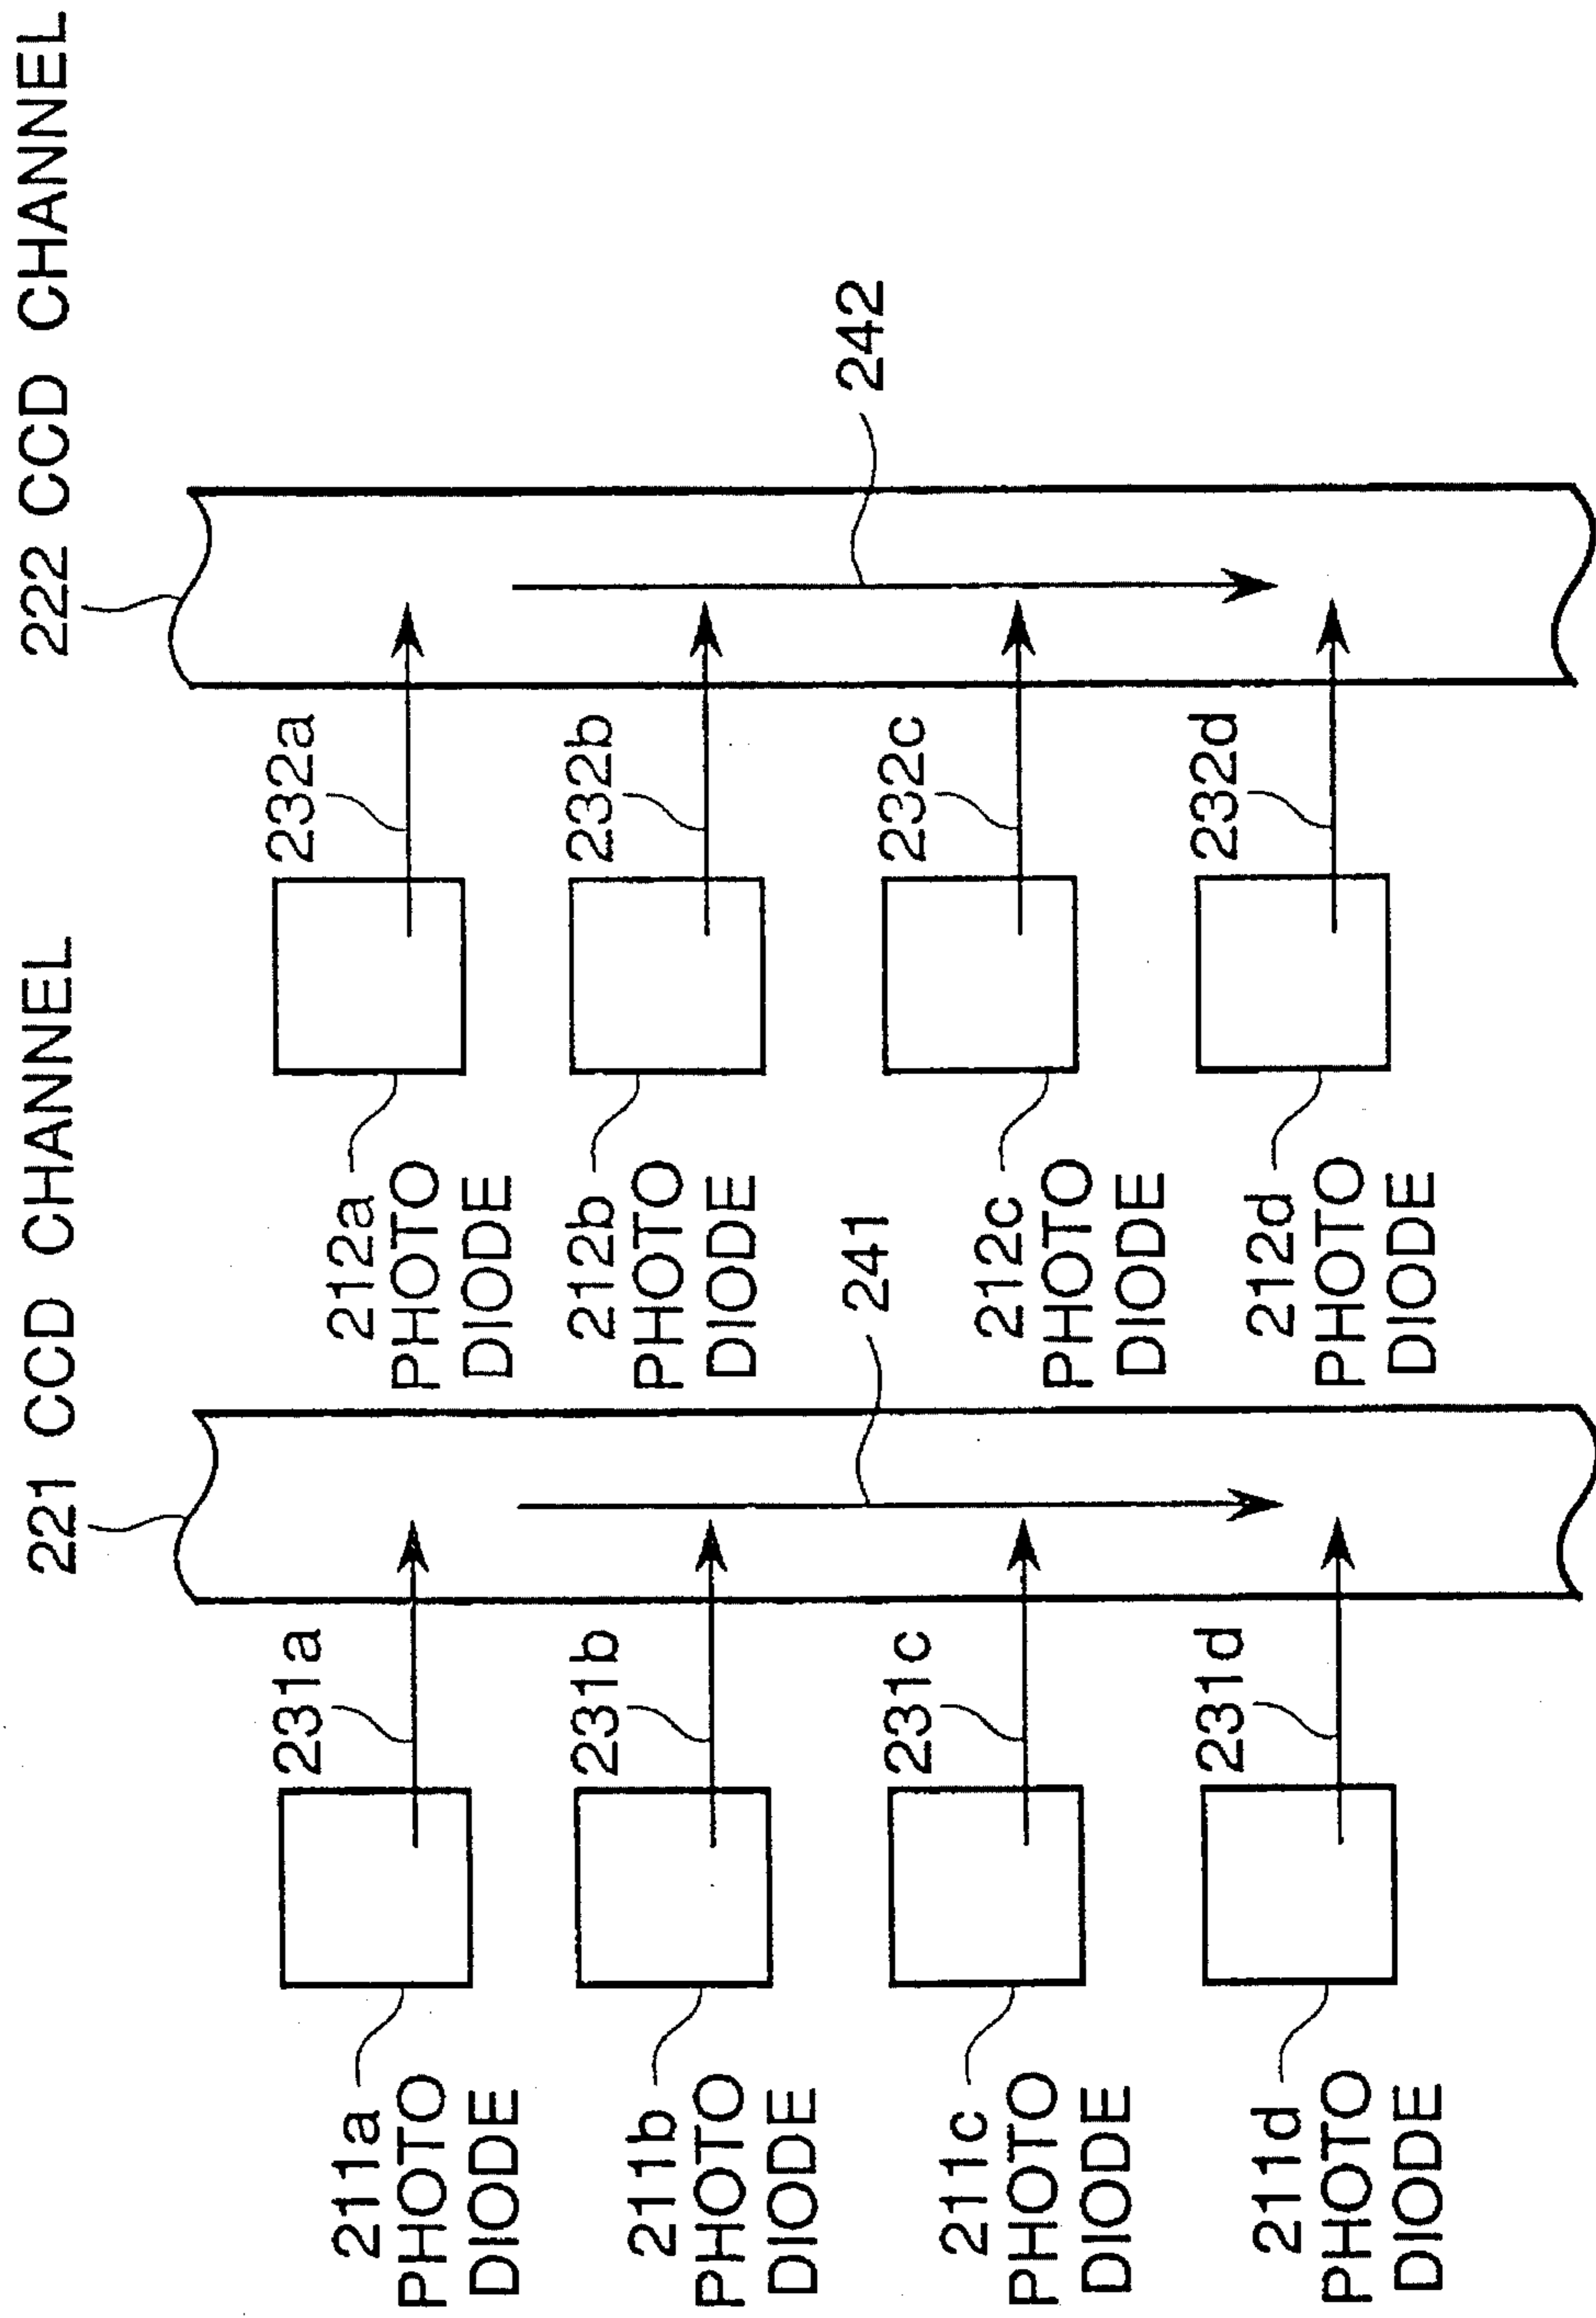 221 CCD CHANNEL
222 CCD CHANNEL
211a
PHOTO
DIODE
231a
212a
PHOTO
DIODE
232a
211b
PHOTO
DIODE
231b
212b
PHOTO
DIODE
232b
241
242
211c
PHOTO
DIODE
231c
212c
PHOTO
DIODE
232c
211d
PHOTO
DIODE
231d
212d
PHOTO
DIODE
232d